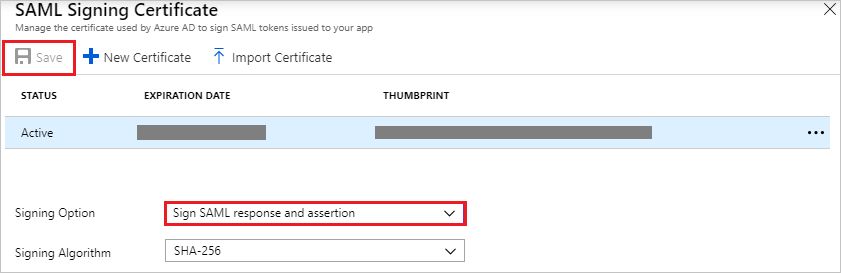 SAML Signing Certificate
Manage the certificate used by Azure AD to sign SAML tokens issued to your app
Save New Certificate Import Certificate
STATUS EXPIRATION DATE THUMBPRINT
Active
Signing Option Sign SAML response and assertion
Signing Algorithm SHA-256